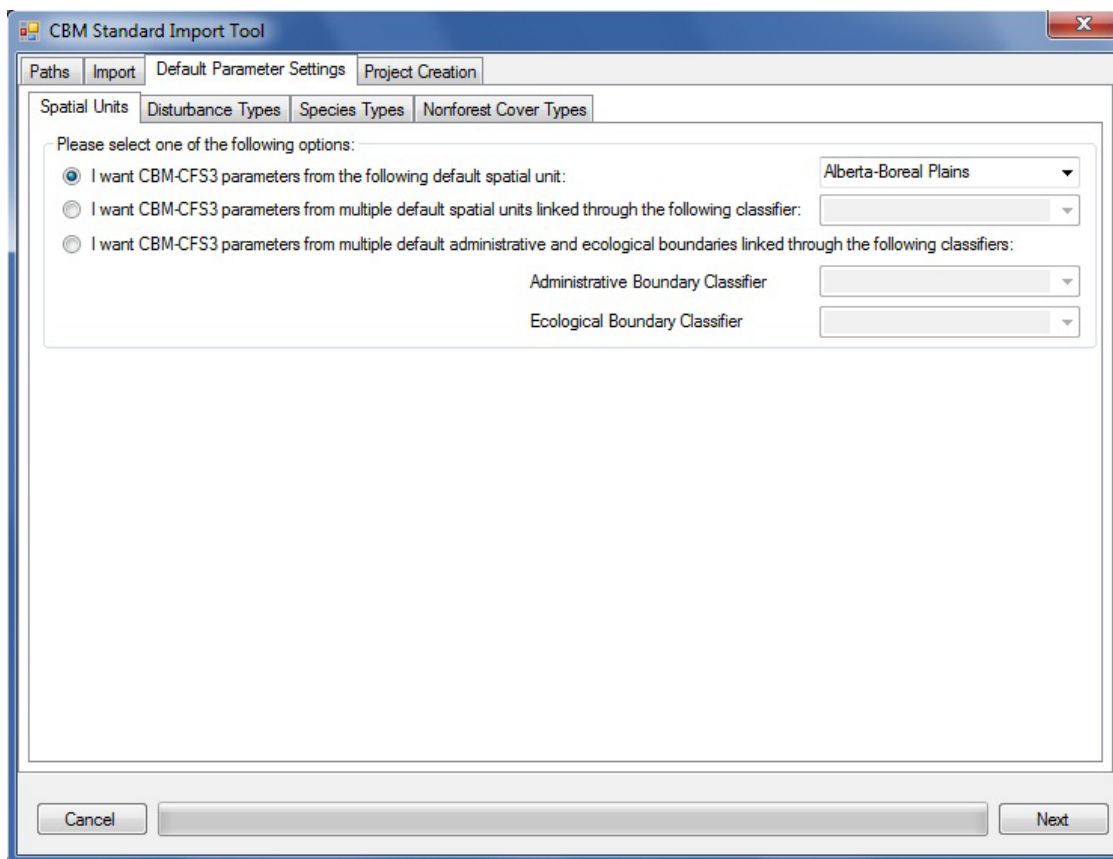 CBM Standard Import Tool
Paths Import Default Parameter Settings Project Creation
Spatial Units Disturbance Types Species Types Nonforest Cover Types
Please select one of the following options:
I want CBM-CFS3 parameters from the following default spatial unit: Alberta-Boreal Plains
I want CBM-CFS3 parameters from multiple default spatial units linked through the following classifier:
I want CBM-CFS3 parameters from multiple default administrative and ecological boundaries linked through the following classifiers:
Administrative Boundary Classifier
Ecological Boundary Classifier
Cancel Next